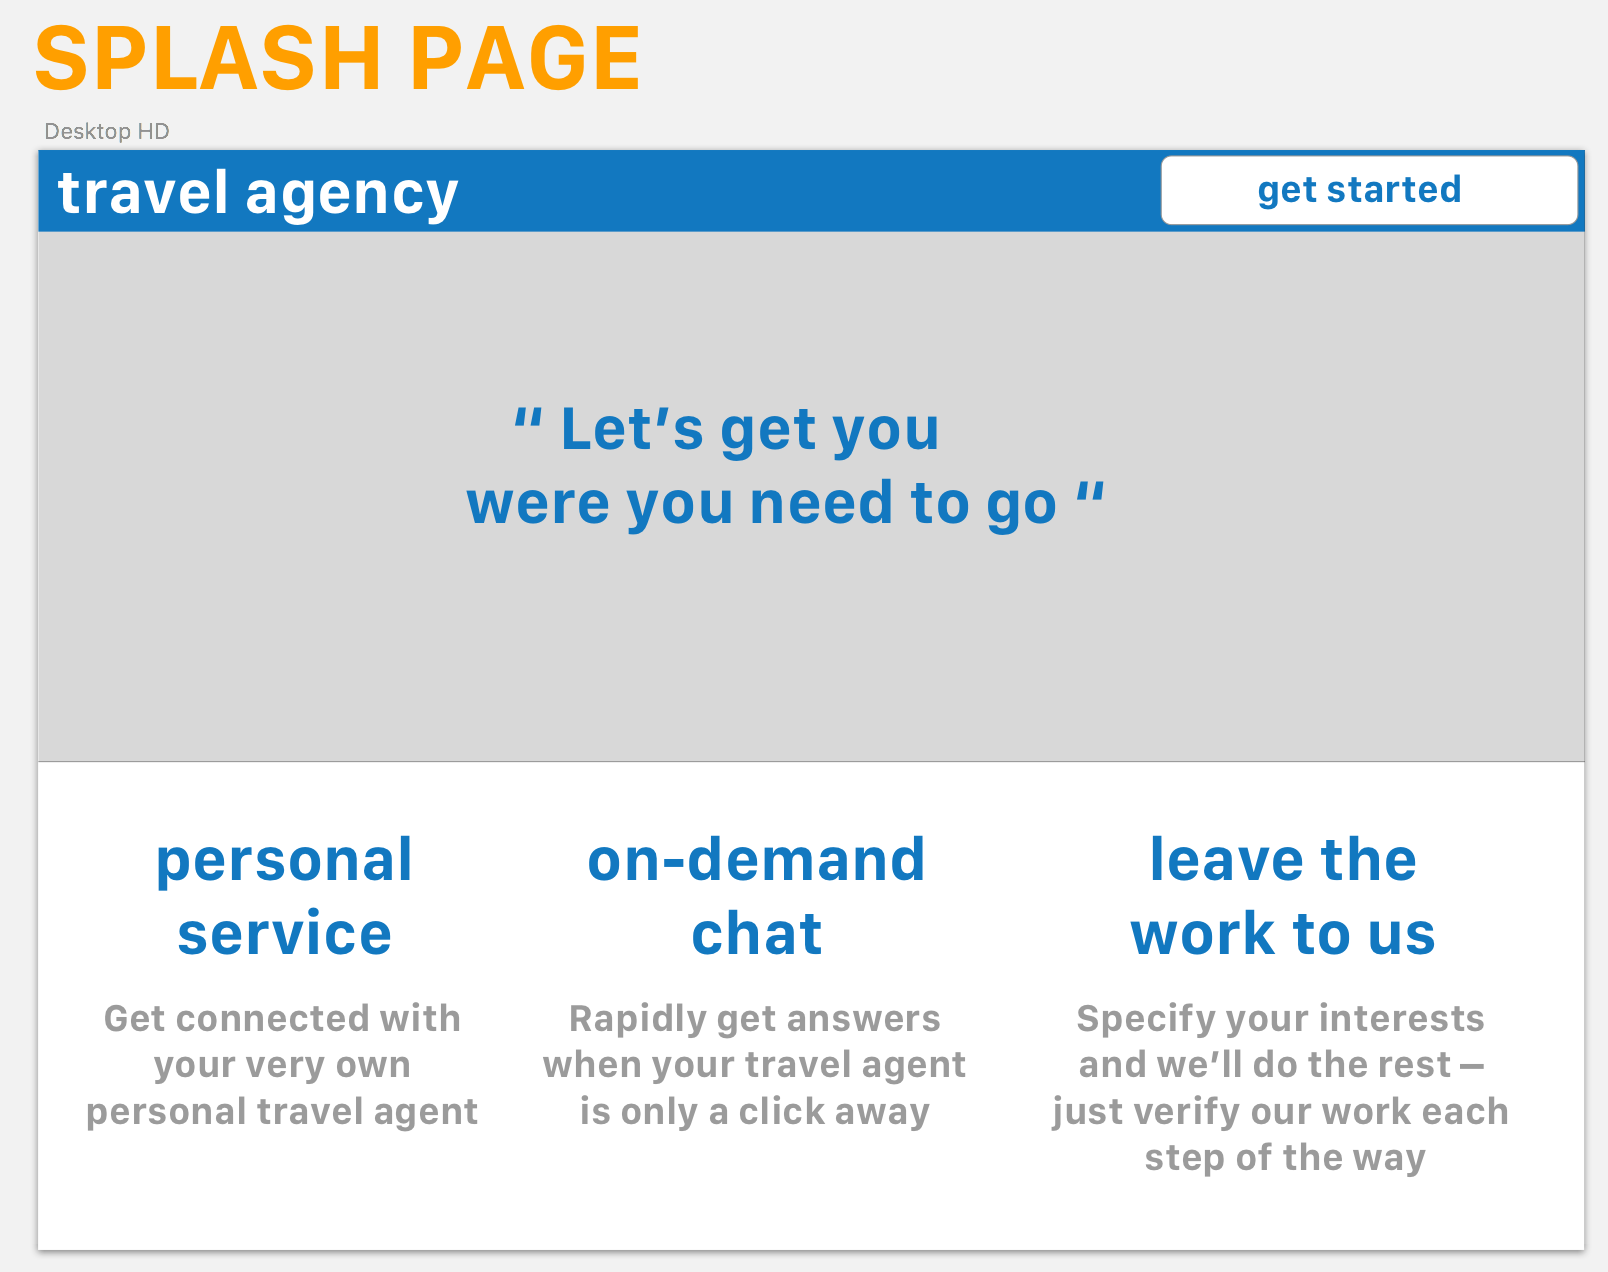 SPLASH PAGE
Desktop HD
travel agency
get started
“ Let’s get you
were you need to go “
personal
service
Get connected with
your very own
personal travel agent
on-demand
chat
Rapidly get answers
when your travel agent
is only a click away
leave the
work to us
Specify your interests
and we’ll do the rest –
just verify our work each
step of the way